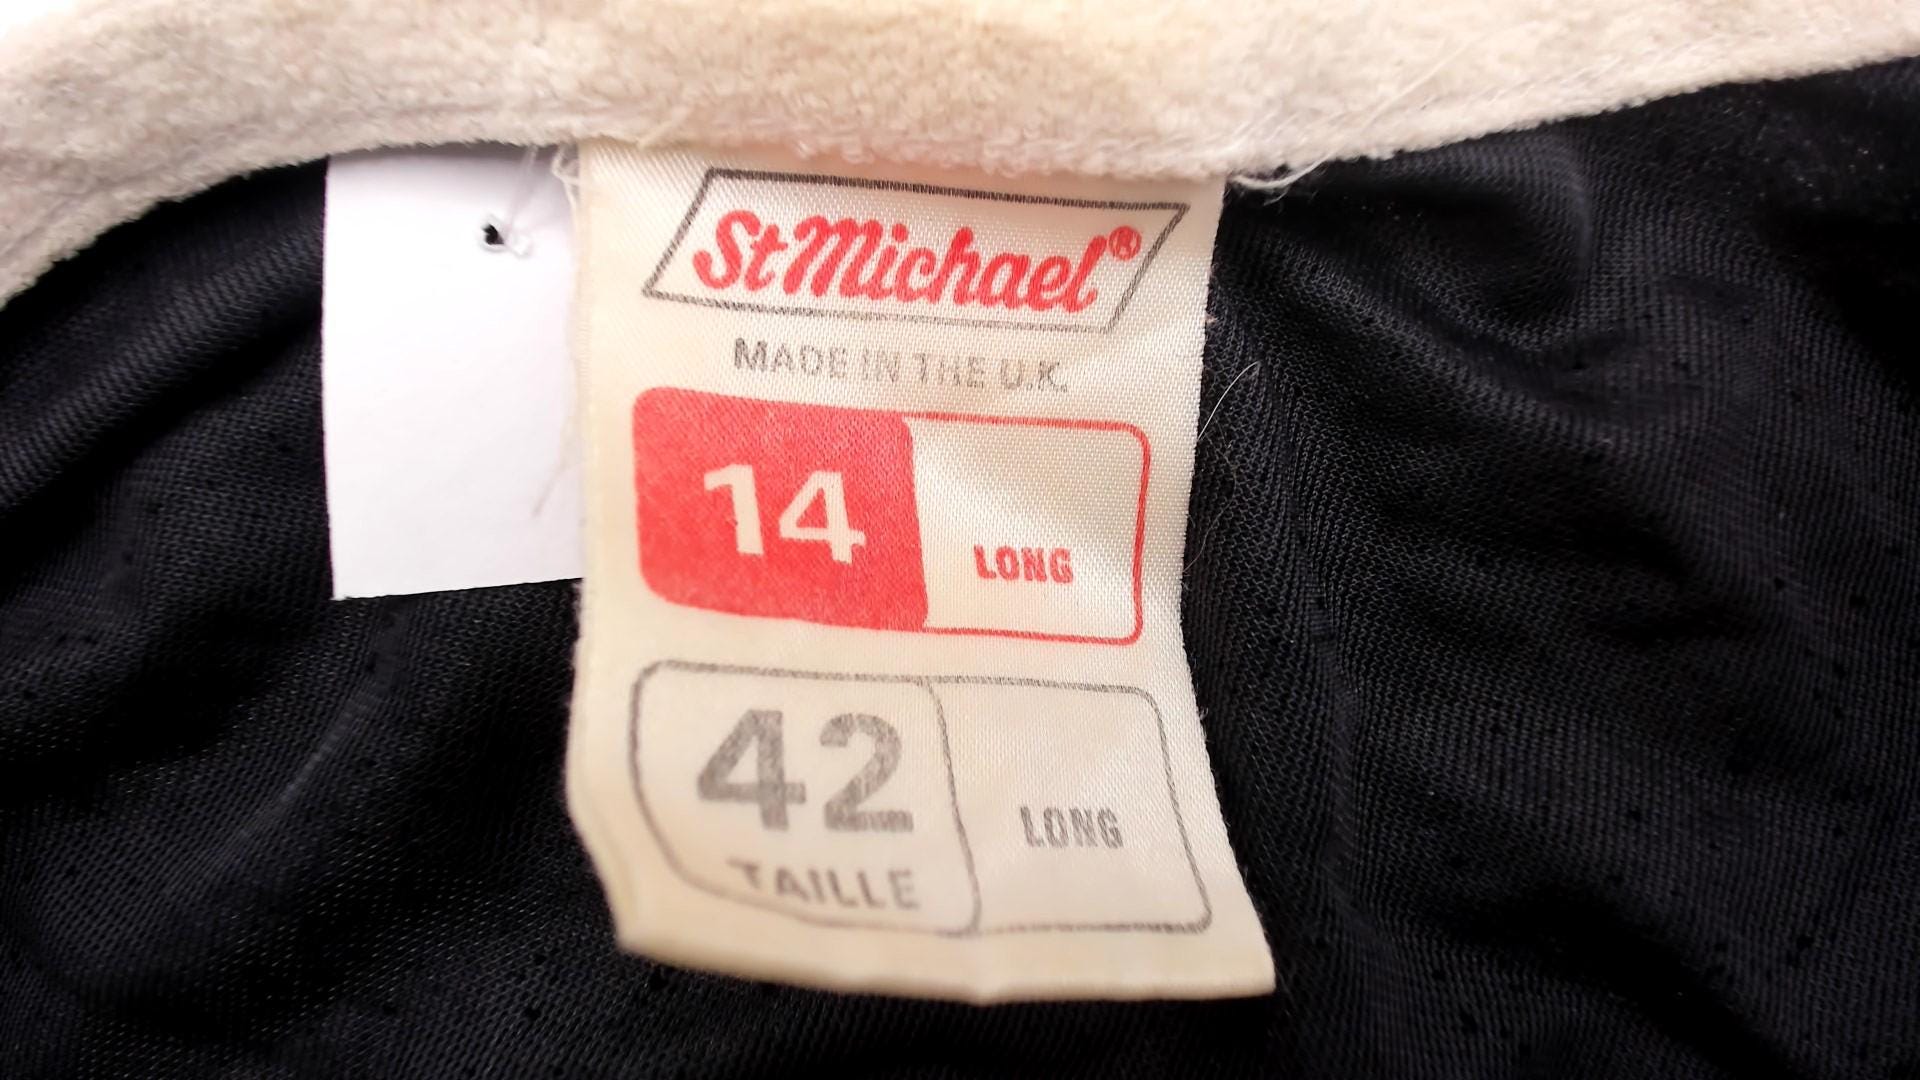 St Michael®
MADE IN THE U.K.
14 LONG
42 LONG
TAILLE